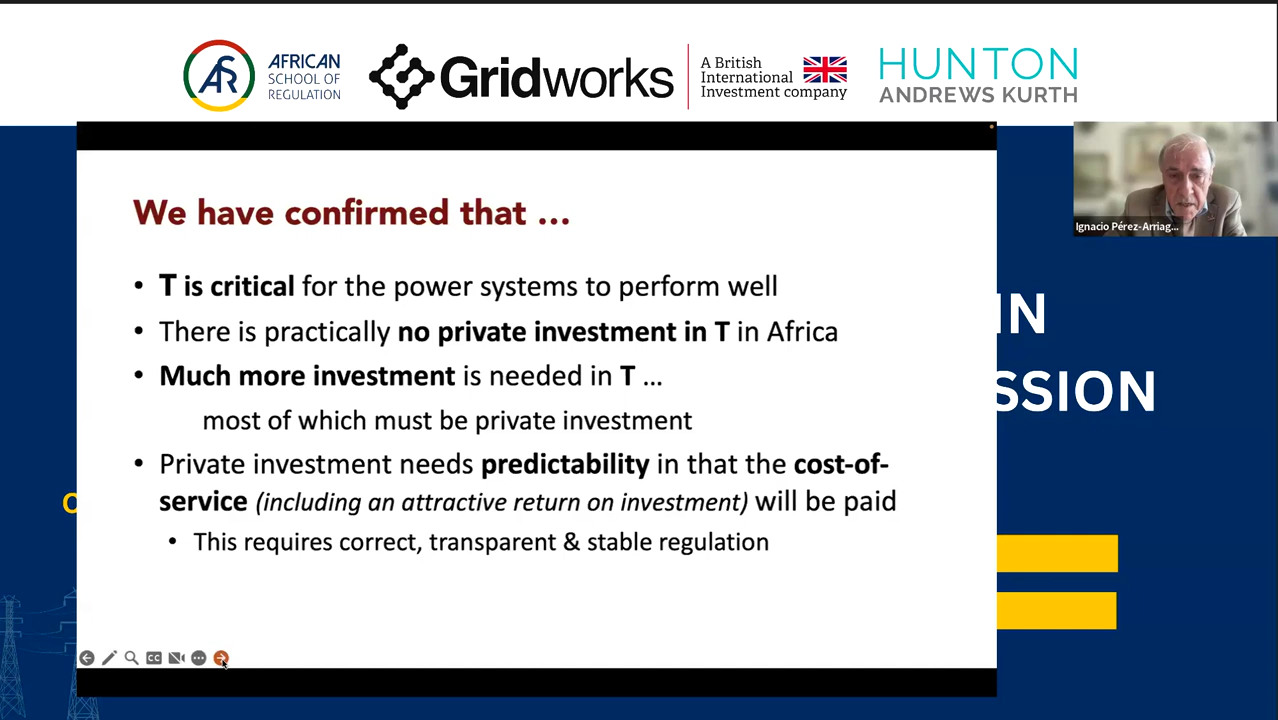 AFRICAN
SCHOOL OF
REGULATION
Gridworks
A British
International
Investment company
HUNTON
ANDREWS KURTH
We have confirmed that …
• T is critical for the power systems to perform well
• There is practically no private investment in T in Africa
• Much more investment is needed in T …
most of which must be private investment
• Private investment needs predictability in that the cost-of-
service (including an attractive return on investment) will be paid
• This requires correct, transparent & stable regulation
Ignacio Pérez-Arriag...
IN
SSION
O
CC